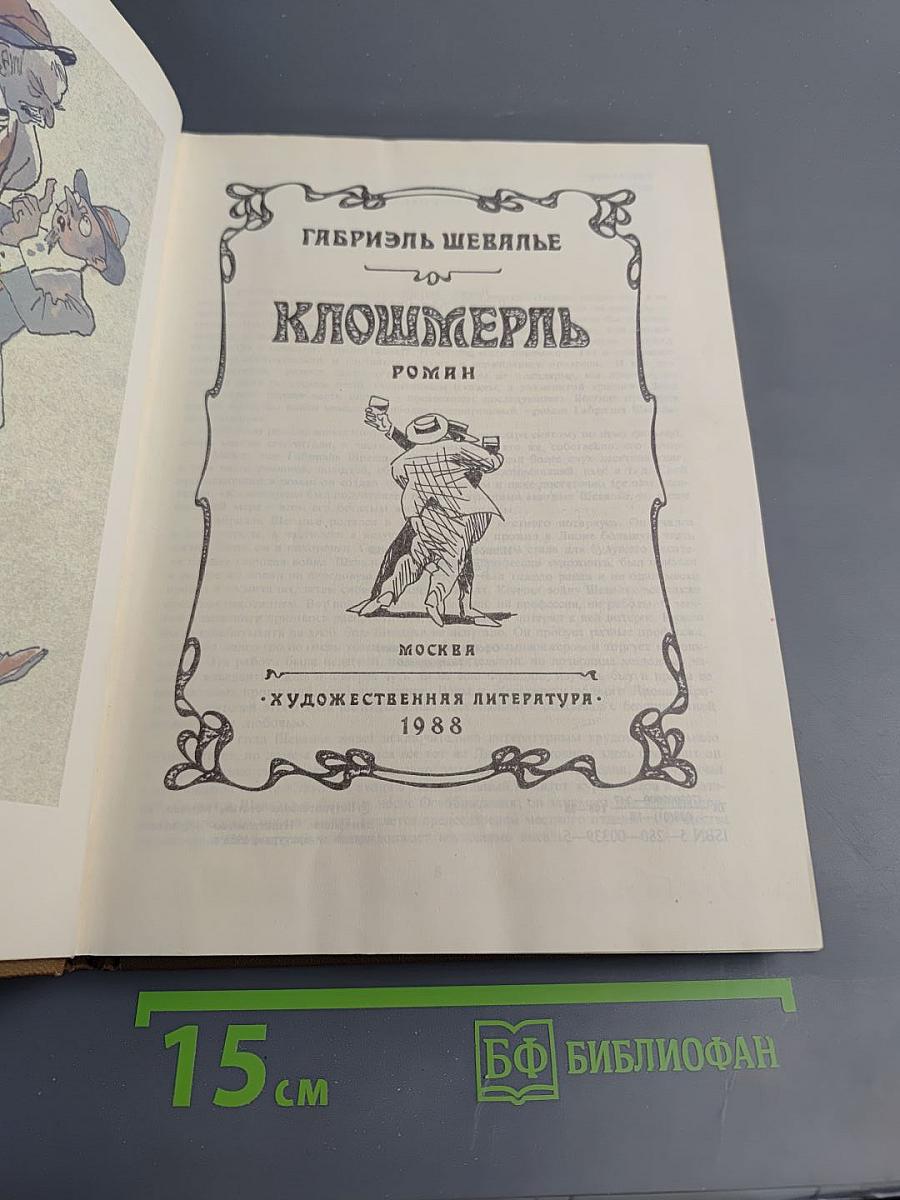 ГАБРИЭЛЬ ШЕВАЛЬЕ
КЛОШМЕРЛЬ
РОМАН
МОСКВА
·ХУДОЖЕСТВЕННАЯ ЛИТЕРАТУРА·
1988
15 см
БФ БИБЛИОФАН